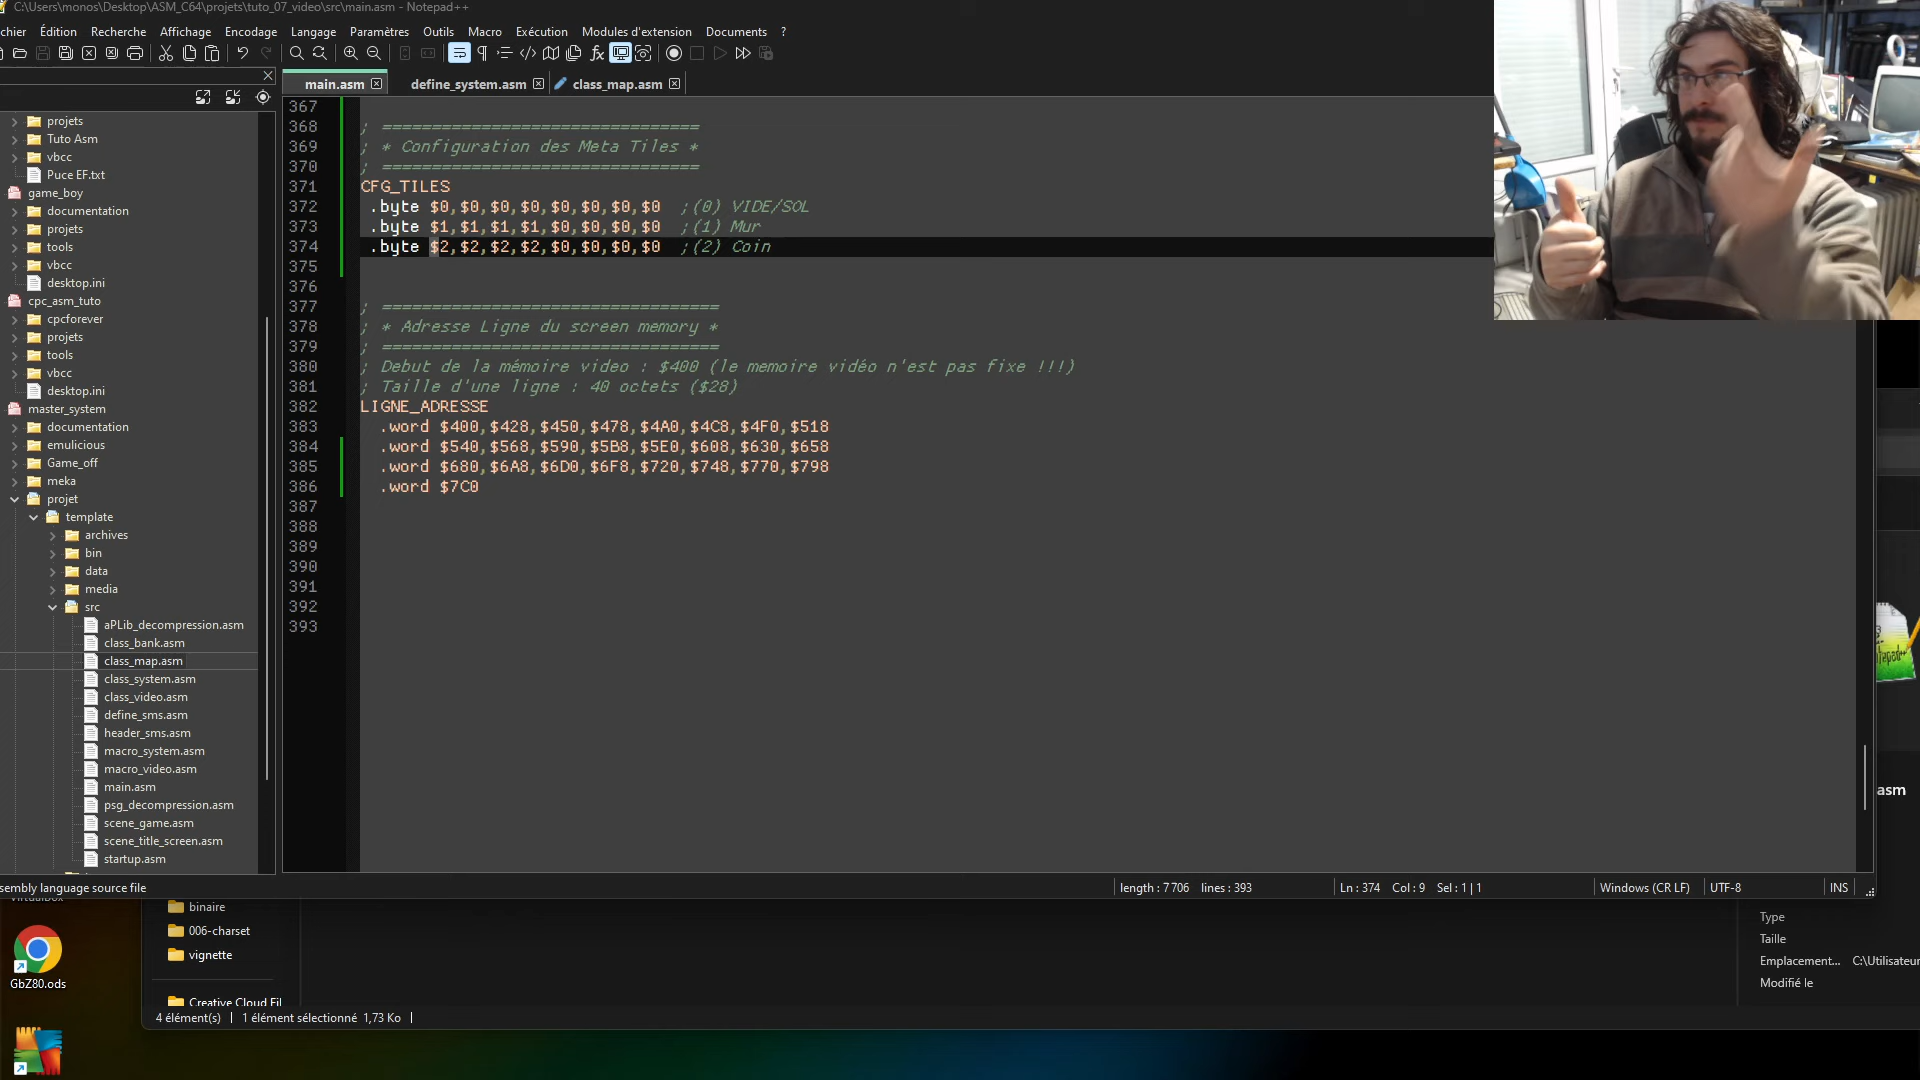 C:\Users\monos\Desktop\ASM_C64\projets\tuto_07_video\src\main.asm - Notepad++
chier Édition Recherche Affichage Encodage Langage Paramètres Outils Macro Exécution Modules d'extension Documents ?
main.asm define_system.asm class_map.asm
projets
Tuto Asm
vbcc
Puce EF.txt
game_boy
documentation
projets
tools
vbcc
desktop.ini
cpc_asm_tuto
cpcforever
projets
tools
vbcc
desktop.ini
master_system
documentation
emulicious
Game_off
meka
projet
template
archives
bin
data
media
src
aPLib_decompression.asm
class_bank.asm
class_map.asm
class_system.asm
class_video.asm
define_sms.asm
header_sms.asm
macro_system.asm
macro_video.asm
main.asm
psg_decompression.asm
scene_game.asm
scene_title_screen.asm
startup.asm
367
368 ; ================================
369 ; * Configuration des Meta Tiles *
370 ; ================================
371 CFG_TILES
372 .byte $0,$0,$0,$0,$0,$0,$0,$0 ;(0) VIDE/SOL
373 .byte $1,$1,$1,$1,$0,$0,$0,$0 ;(1) Mur
374 .byte $2,$2,$2,$2,$0,$0,$0,$0 ;(2) Coin
375
376
377 ; ==================================
378 ; * Adresse Ligne du screen memory *
379 ; ==================================
380 ; Debut de la mémoire video : $400 (le memoire vidéo n'est pas fixe !!!)
381 ; Taille d'une ligne : 40 octets ($28)
382 LIGNE_ADRESSE
383 .word $400,$428,$450,$478,$4A0,$4C8,$4F0,$518
384 .word $540,$568,$590,$5B8,$5E0,$608,$630,$658
385 .word $680,$6A8,$6D0,$6F8,$720,$748,$770,$798
386 .word $7C0
387
388
389
390
391
392
393
asm
sembly language source file length : 7 706 lines : 393 Ln : 374 Col : 9 Sel : 1 | 1 Windows (CR LF) UTF-8 INS
binaire
006-charset
vignette
Creative Cloud Fil
4 élément(s) 1 élément sélectionné 1,73 Ko
Type
Taille
Emplacement... C:\Utilisateur
Modifié le
GbZ80.ods